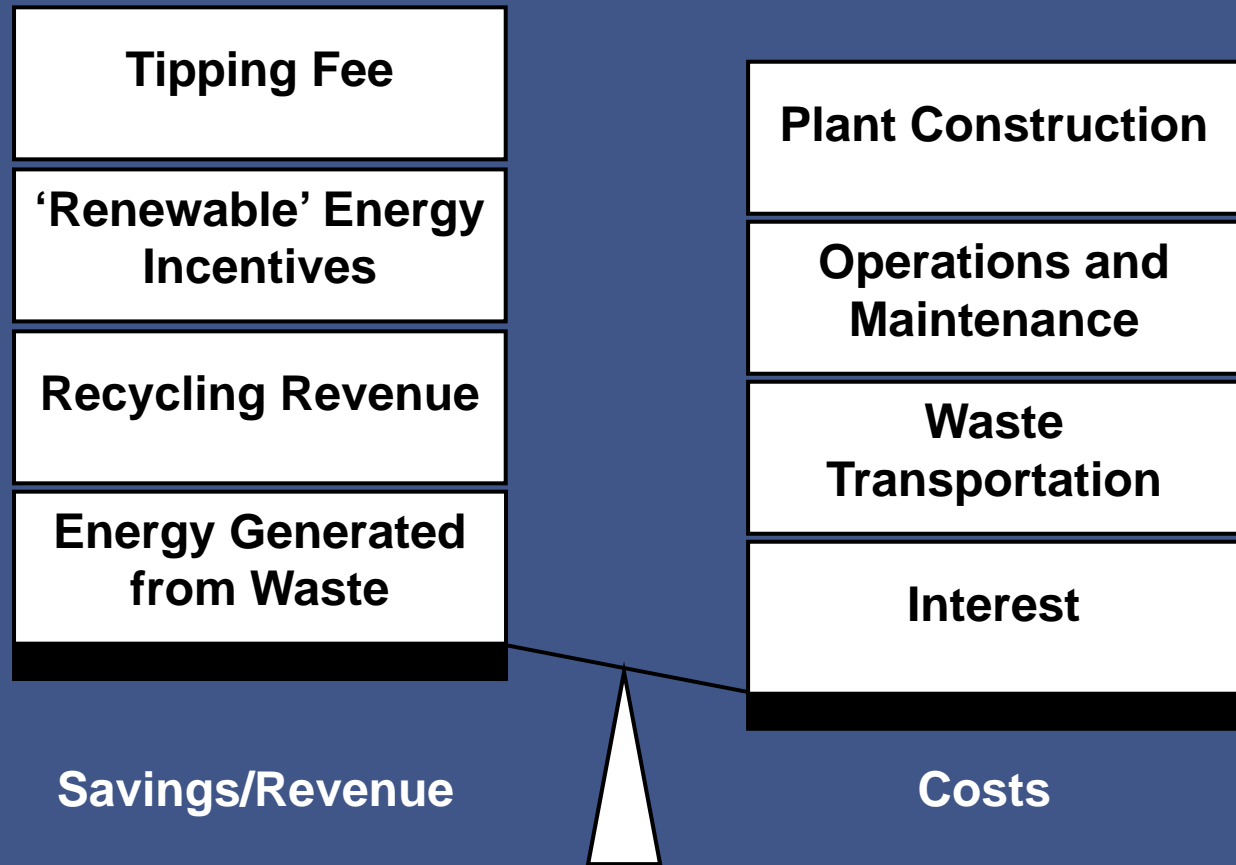 Tipping Fee
‘Renewable’ Energy
Incentives
Recycling Revenue
Energy Generated
from Waste
Savings/Revenue
Plant Construction
Operations and
Maintenance
Waste
Transportation
Interest
Costs